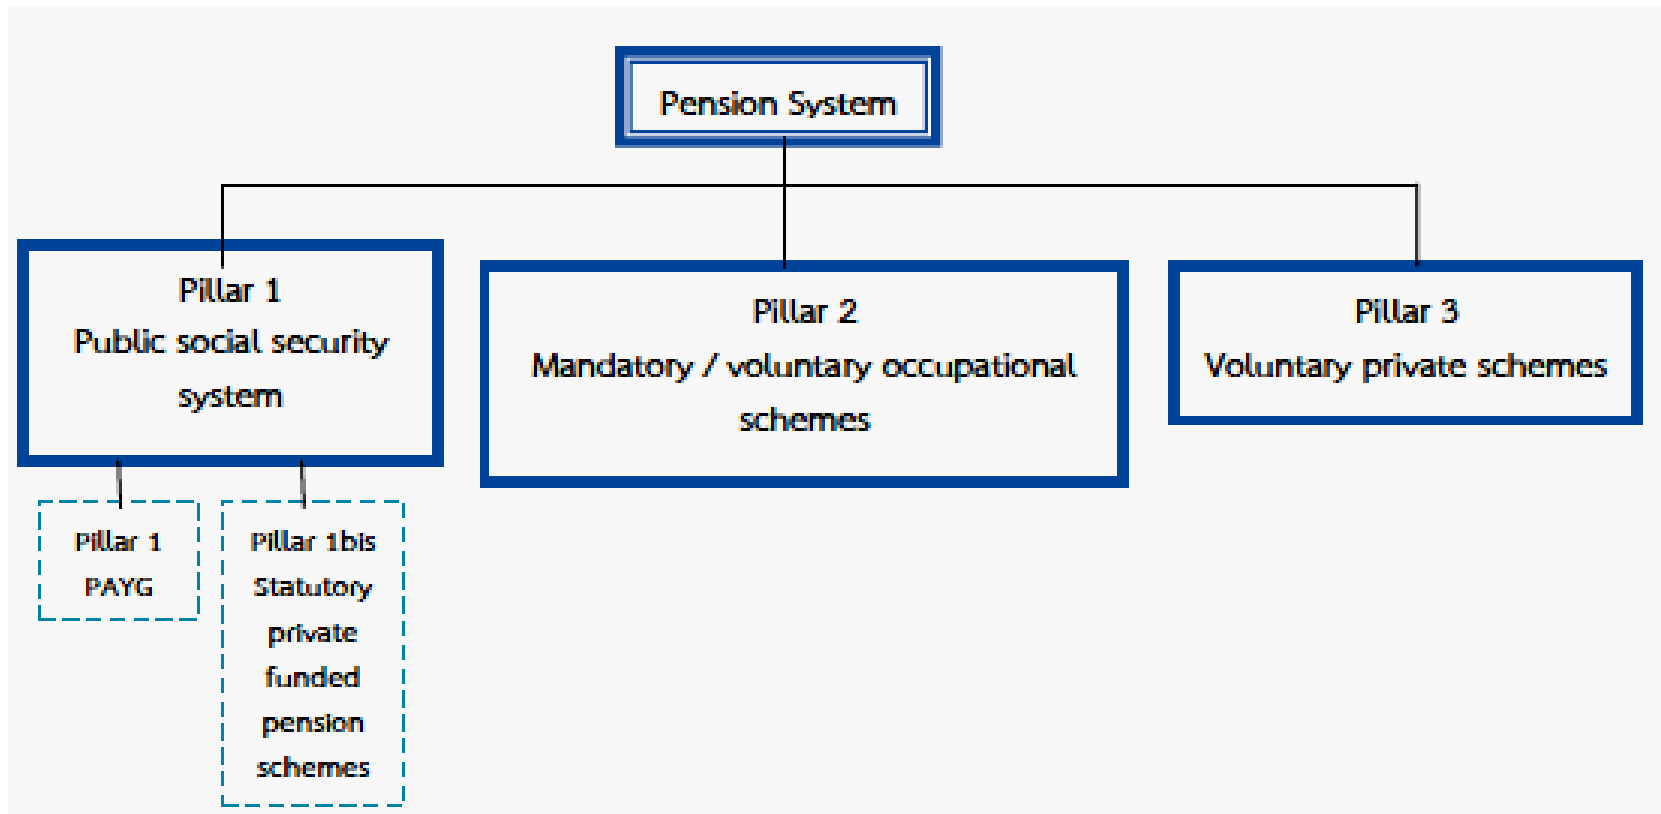 Pension System
Pillar 1
Public social security
system
Pillar 2
Mandatory / voluntary occupational
schemes
Pillar 3
Voluntary private schemes
Pillar 1
PAYG
Pillar 1bis
Statutory
private
funded
pension
schemes